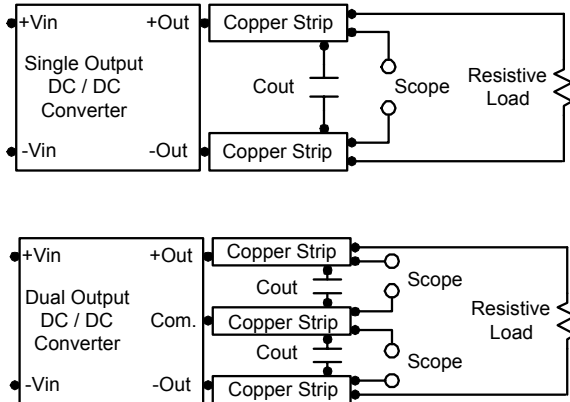 +Vin +Out Copper Strip
Single Output
DC / DC
Converter
Cout Scope
Resistive
Load
-Vin -Out Copper Strip
+Vin +Out Copper Strip
Cout Scope
Dual Output
DC / DC
Converter
Com. Copper Strip
Resistive
Load
Cout Scope
-Vin -Out Copper Strip